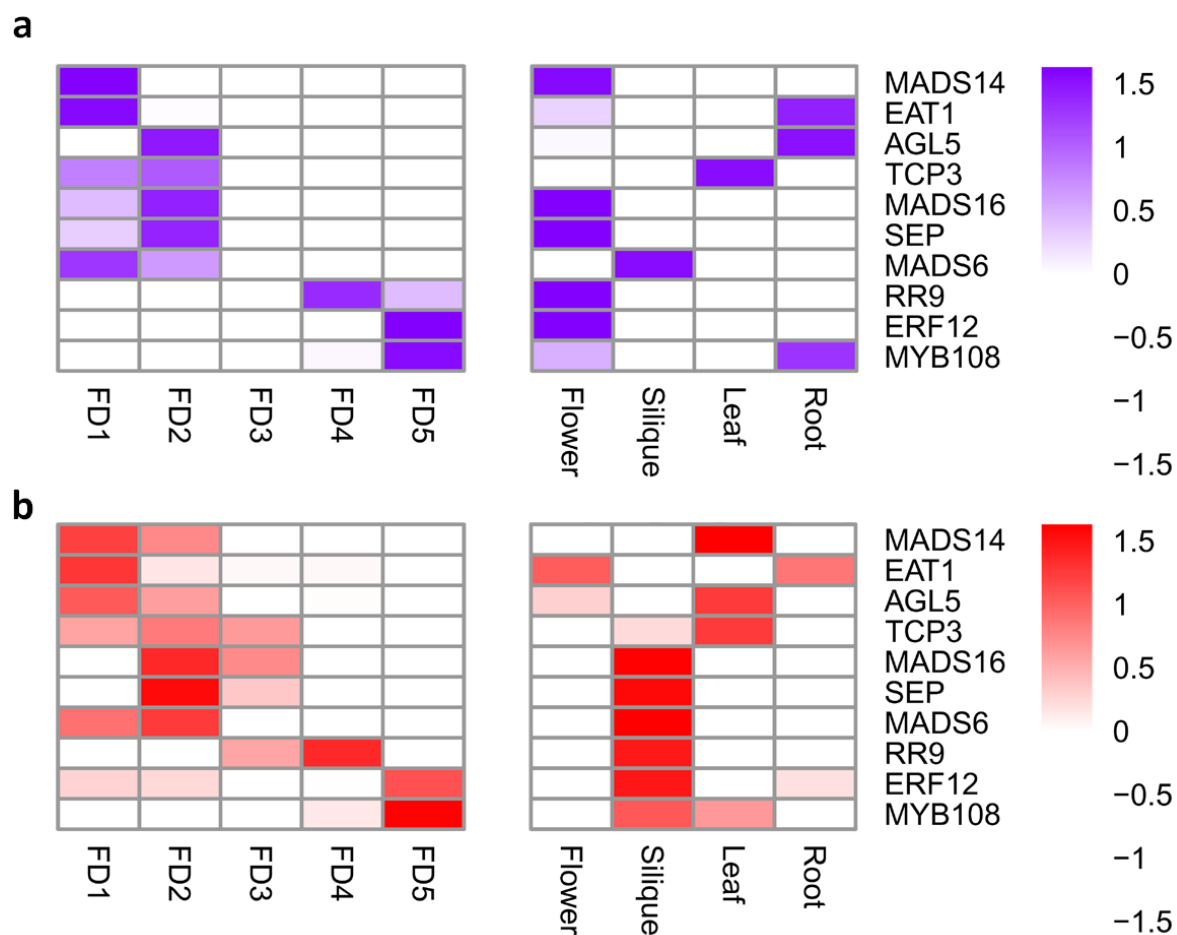 a
MADS14
EAT1
AGL5
TCP3
MADS16
SEP
MADS6
RR9
ERF12
MYB108
1.5
1
0.5
0
−0.5
−1
−1.5
FD1
FD2
FD3
FD4
FD5
Flower
Silique
Leaf
Root
b
MADS14
EAT1
AGL5
TCP3
MADS16
SEP
MADS6
RR9
ERF12
MYB108
1.5
1
0.5
0
−0.5
−1
−1.5
FD1
FD2
FD3
FD4
FD5
Flower
Silique
Leaf
Root